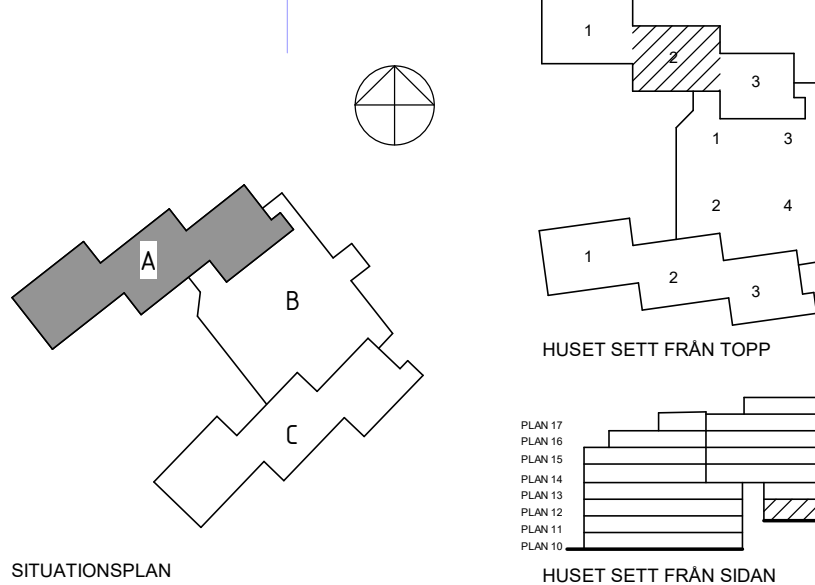 1
2
3
1 3
2 4
1
2
3
HUSET SETT FRÅN TOPP
A
B
C
SITUATIONSPLAN
PLAN 17
PLAN 16
PLAN 15
PLAN 14
PLAN 13
PLAN 12
PLAN 11
PLAN 10
HUSET SETT FRÅN SIDAN